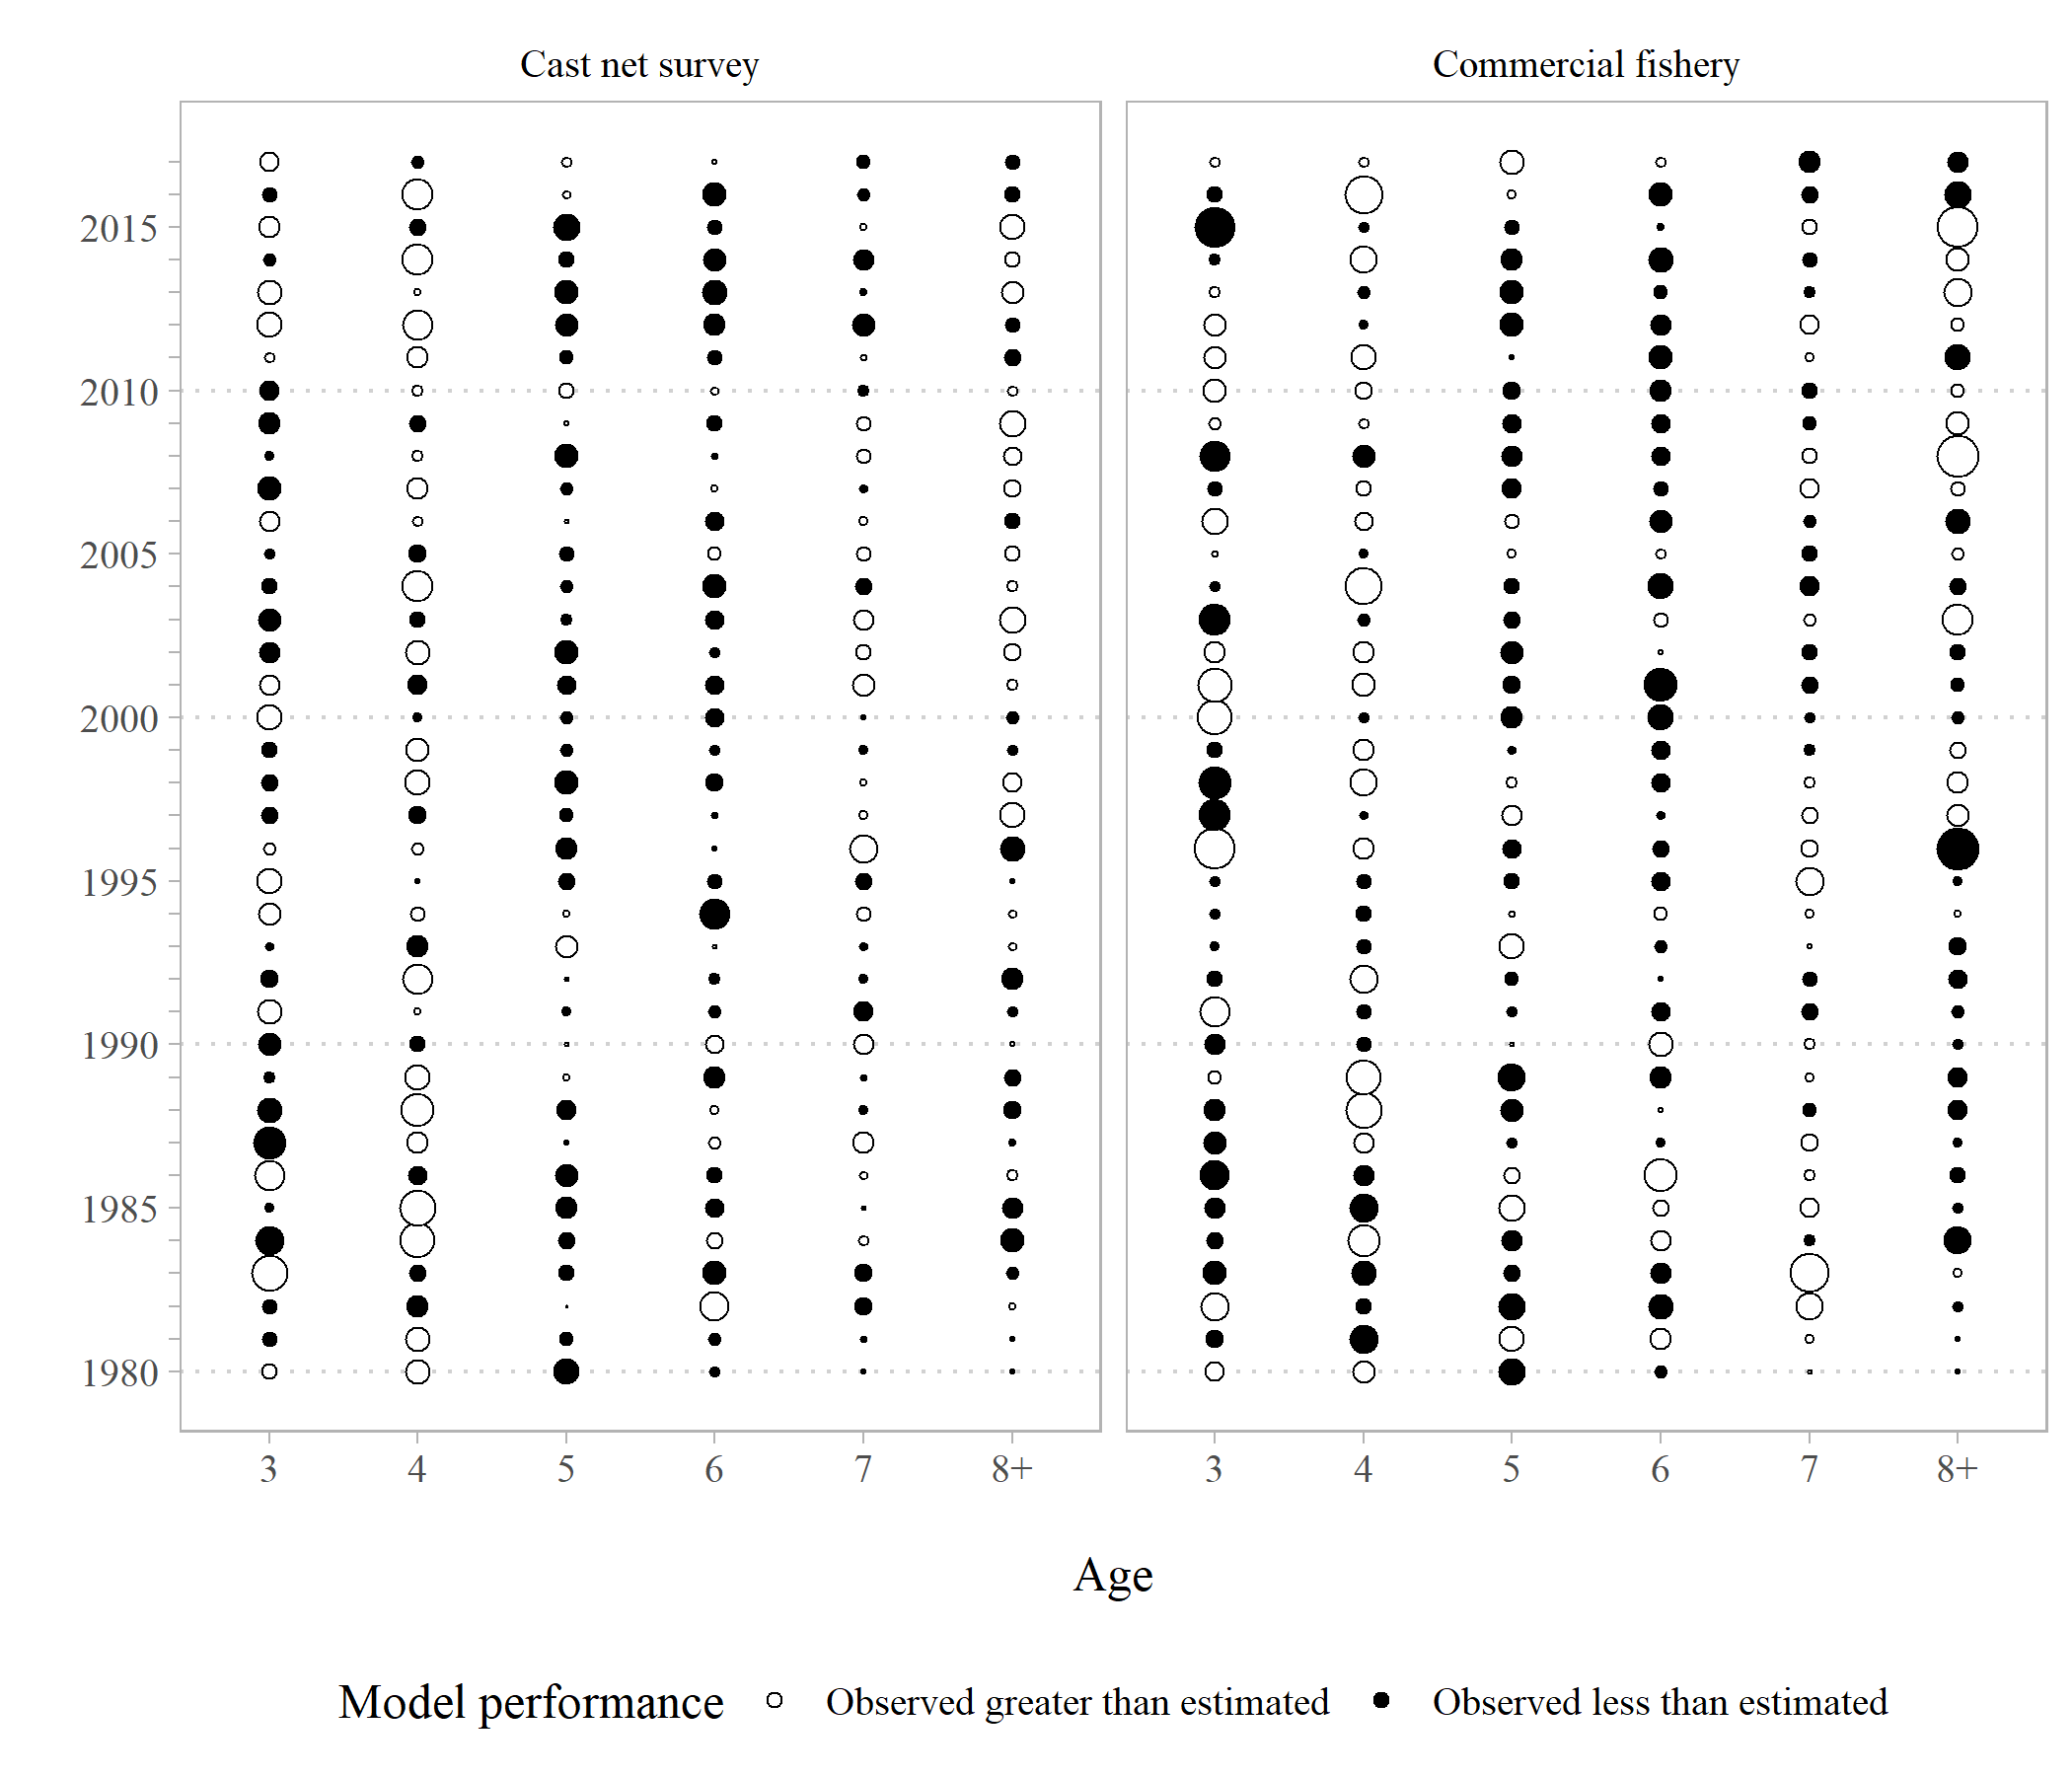 Cast net survey
Commercial fishery
2015
2010
2005
2000
1995
1990
1985
1980
3 4 5 6 7 8+
3 4 5 6 7 8+
Age
Model performance Observed greater than estimated Observed less than estimated